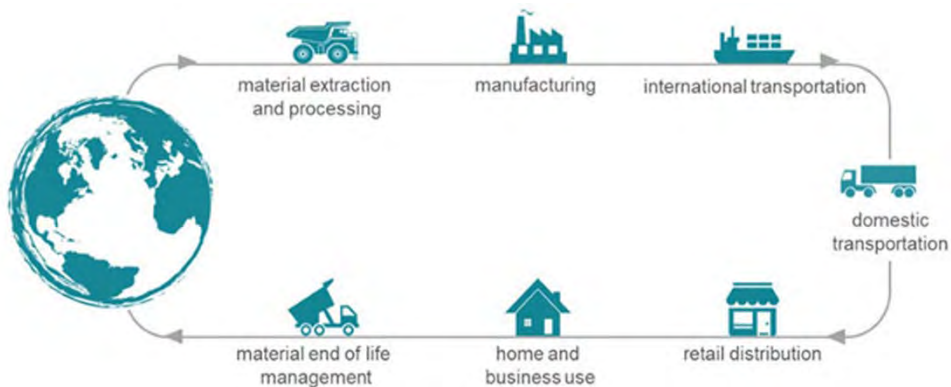 material extraction
and processing
manufacturing
international transportation
domestic
transportation
retail distribution
home and
business use
material end of life
management